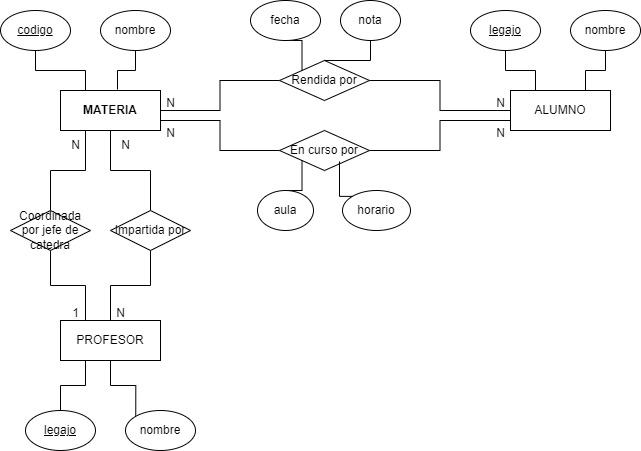 codigo
nombre
fecha
nota
legajo
nombre
MATERIA
N
Rendida por
N
ALUMNO
N
En curso por
N
N
N
aula
horario
Coordinada
por jefe de
catedra
Impartida por
1
N
PROFESOR
legajo
nombre